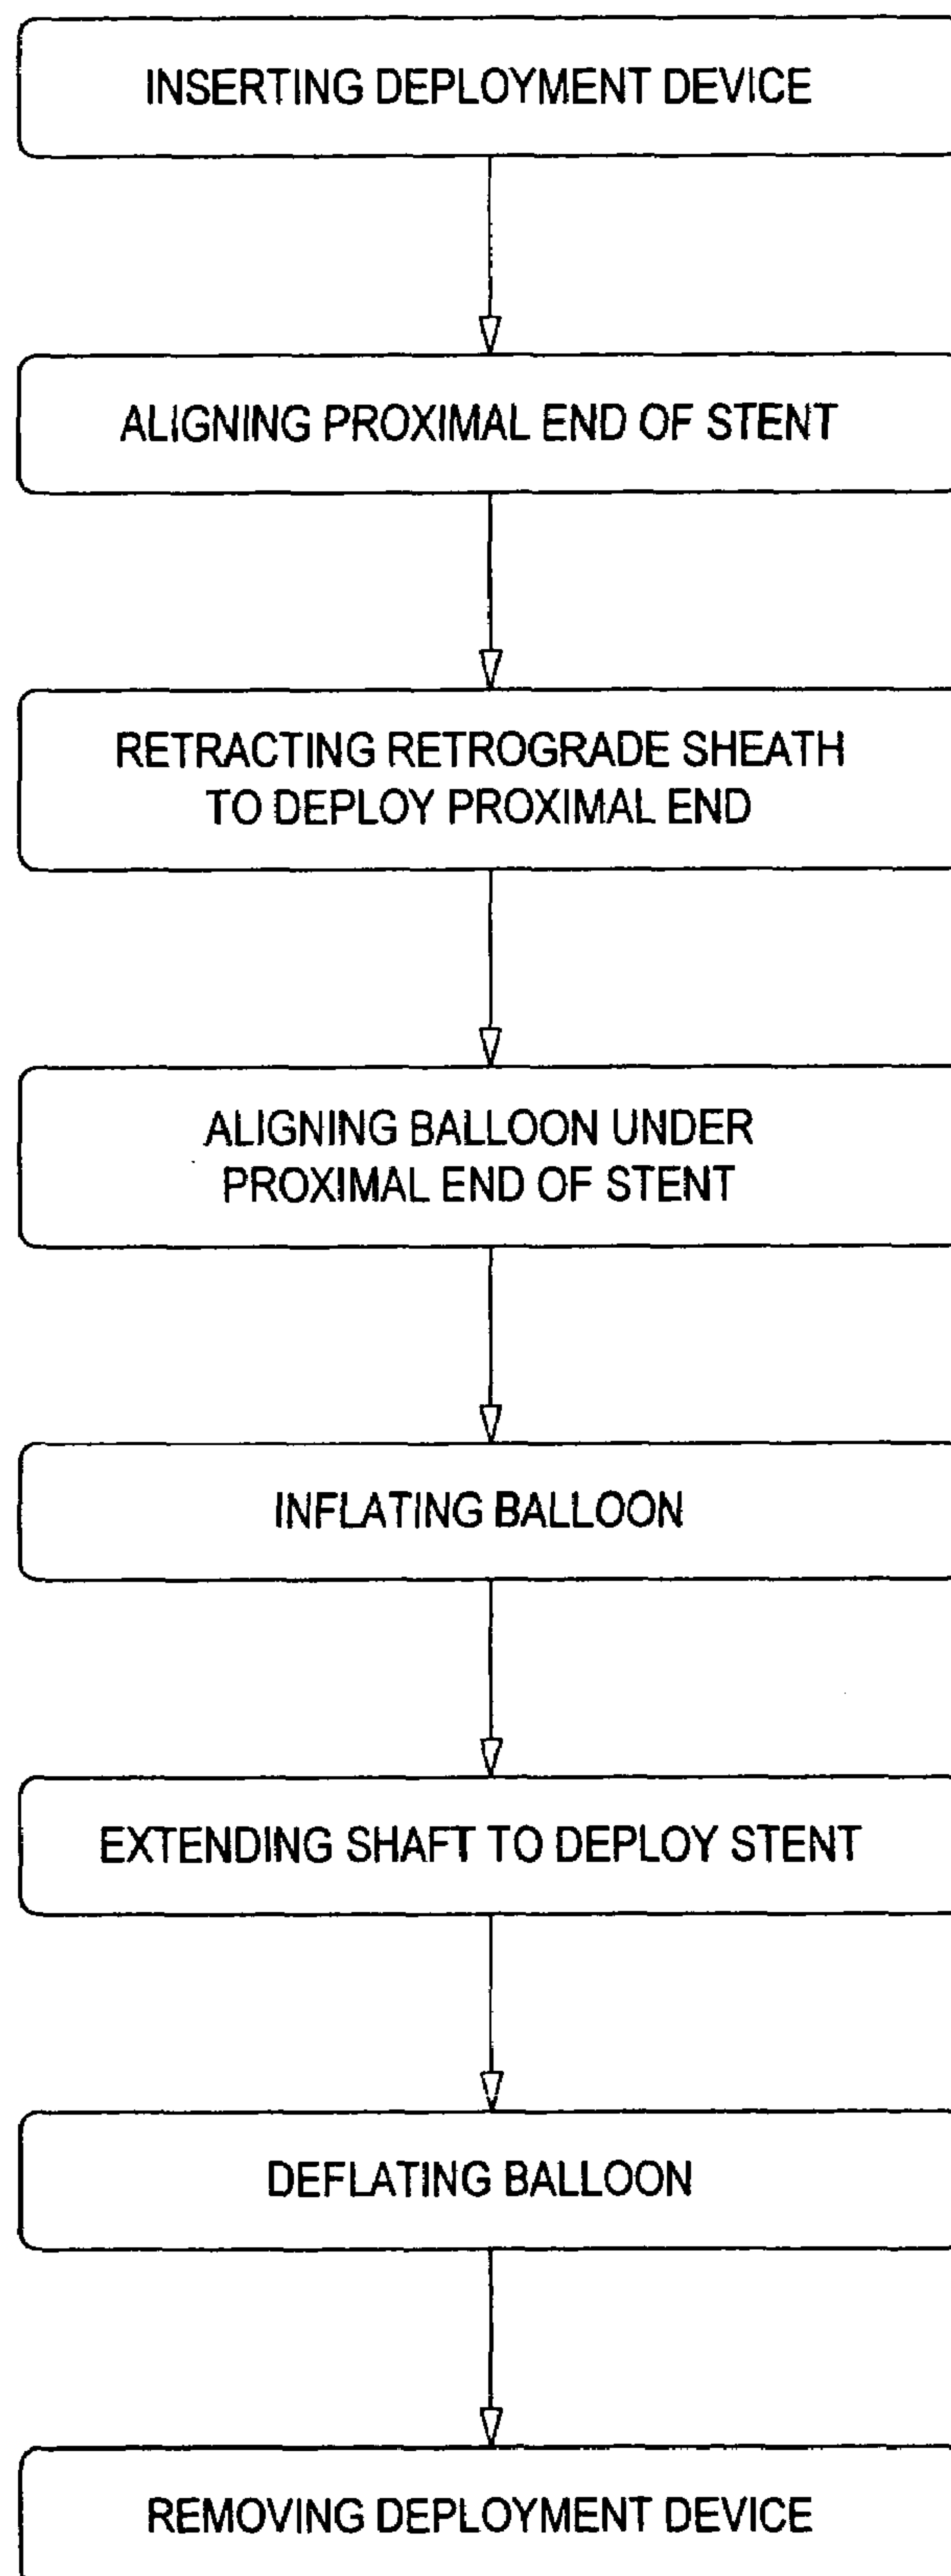 INSERTING DEPLOYMENT DEVICE
ALIGNING PROXIMAL END OF STENT
RETRACTING RETROGRADE SHEATH
TO DEPLOY PROXIMAL END
ALIGNING BALLOON UNDER
PROXIMAL END OF STENT
INFLATING BALLOON
EXTENDING SHAFT TO DEPLOY STENT
DEFLATING BALLOON
REMOVING DEPLOYMENT DEVICE